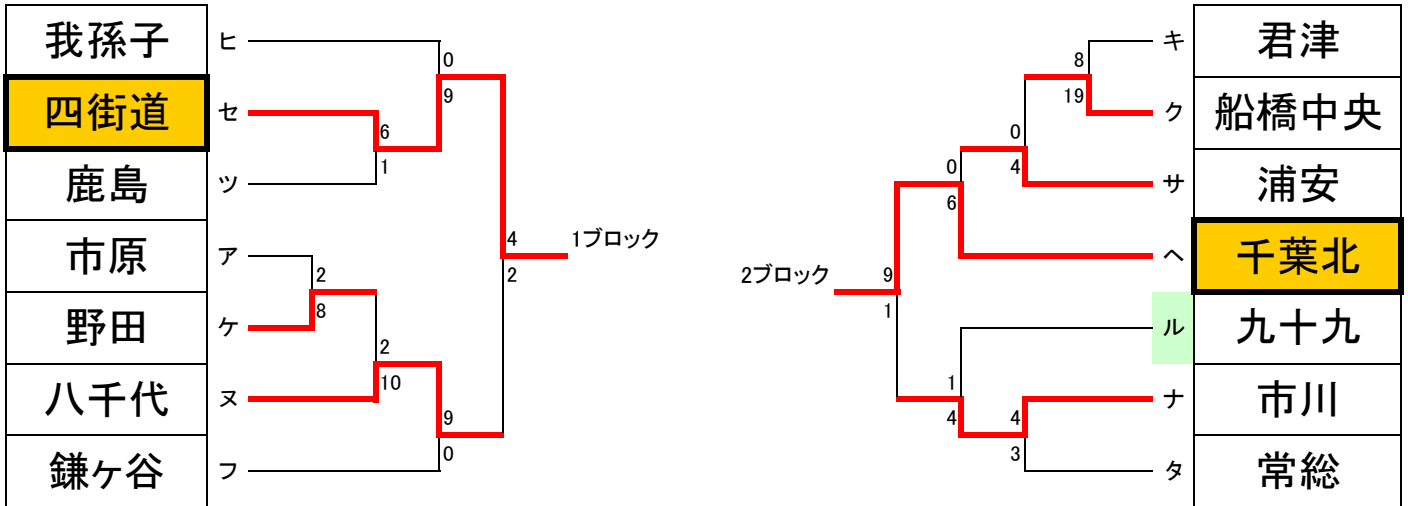 我孫子 ヒ
0
四街道 セ
9
6
鹿島 ツ
1
市原 ア
4 1ブロック
2
2
野田 ケ
8
2
八千代 ヌ
10
9
鎌ヶ谷 フ
0
キ 君津
8
ク 船橋中央
19
0
サ 浦安
4
0
6
ヘ 千葉北
2ブロック 9
1
ル 九十九
1
ナ 市川
4
4
タ 常総
3